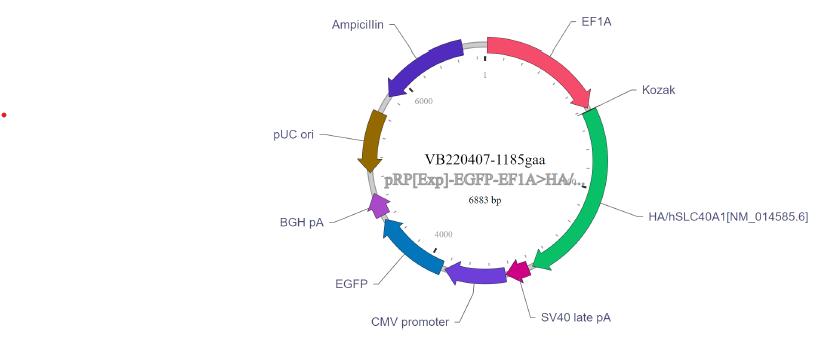 Ampicillin
EF1A
6000
1
Kozak
pUC ori
VB220407-1185gaa
pRP[Exp]-EGFP-EF1A>HA/...
6883 bp
HA/hSLC40A1[NM_014585.6]
BGH pA
4000
EGFP
CMV promoter
SV40 late pA